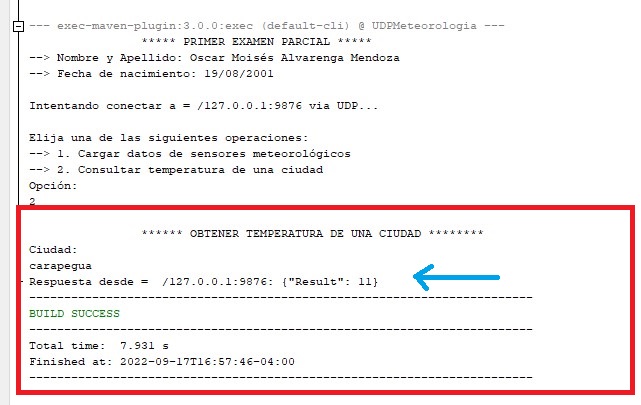 --- exec-maven-plugin:3.0.0:exec (default-cli) @ UDPMeteorologia ---
***** PRIMER EXAMEN PARCIAL *****
--> Nombre y Apellido: Oscar Moisés Alvarenga Mendoza
--> Fecha de nacimiento: 19/08/2001
Intentando conectar a = /127.0.0.1:9876 via UDP...
Elija una de las siguientes operaciones:
--> 1. Cargar datos de sensores meteorológicos
--> 2. Consultar temperatura de una ciudad
Opción:
2
****** OBTENER TEMPERATURA DE UNA CIUDAD ********
Ciudad:
carapegua
Respuesta desde =  /127.0.0.1:9876: {"Result": 11}
------------------------------------------------------------------------
BUILD SUCCESS
------------------------------------------------------------------------
Total time:  7.931 s
Finished at: 2022-09-17T16:57:46-04:00
------------------------------------------------------------------------